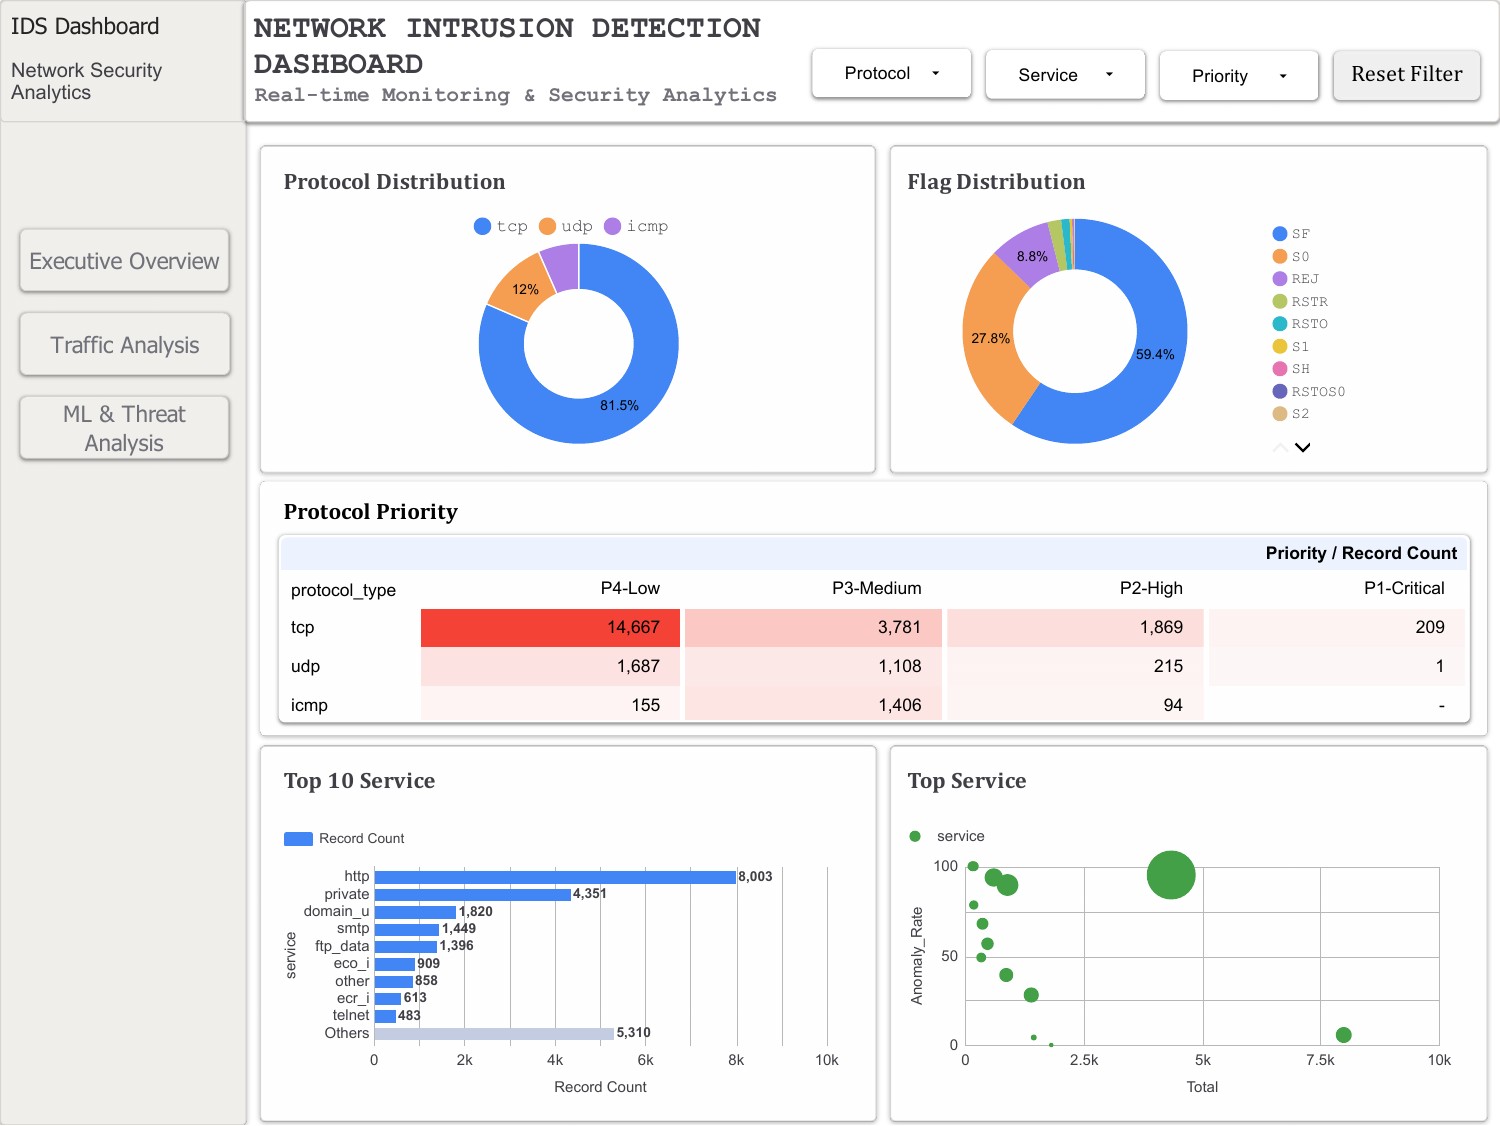 IDS Dashboard
Network Security
Analytics
NETWORK INTRUSION DETECTION
DASHBOARD
Real-time Monitoring & Security Analytics
Protocol
Service
Priority
Reset Filter
Executive Overview
Traffic Analysis
ML & Threat
Analysis
Protocol Distribution
tcp udp icmp
12%
81.5%
Flag Distribution
8.8%
27.8%
59.4%
SF
S0
REJ
RSTR
RSTO
S1
SH
RSTOS0
S2
Protocol Priority
Priority / Record Count
protocol_type P4-Low P3-Medium P2-High P1-Critical
tcp 14,667 3,781 1,869 209
udp 1,687 1,108 215 1
icmp 155 1,406 94 -
Top 10 Service
Record Count
service
http 8,003
private 4,351
domain_u 1,820
smtp 1,449
ftp_data 1,396
eco_i 909
other 858
ecr_i 613
telnet 483
Others 5,310
0 2k 4k 6k 8k 10k
Record Count
Top Service
service
Anomaly_Rate
100
50
0
0 2.5k 5k 7.5k 10k
Total